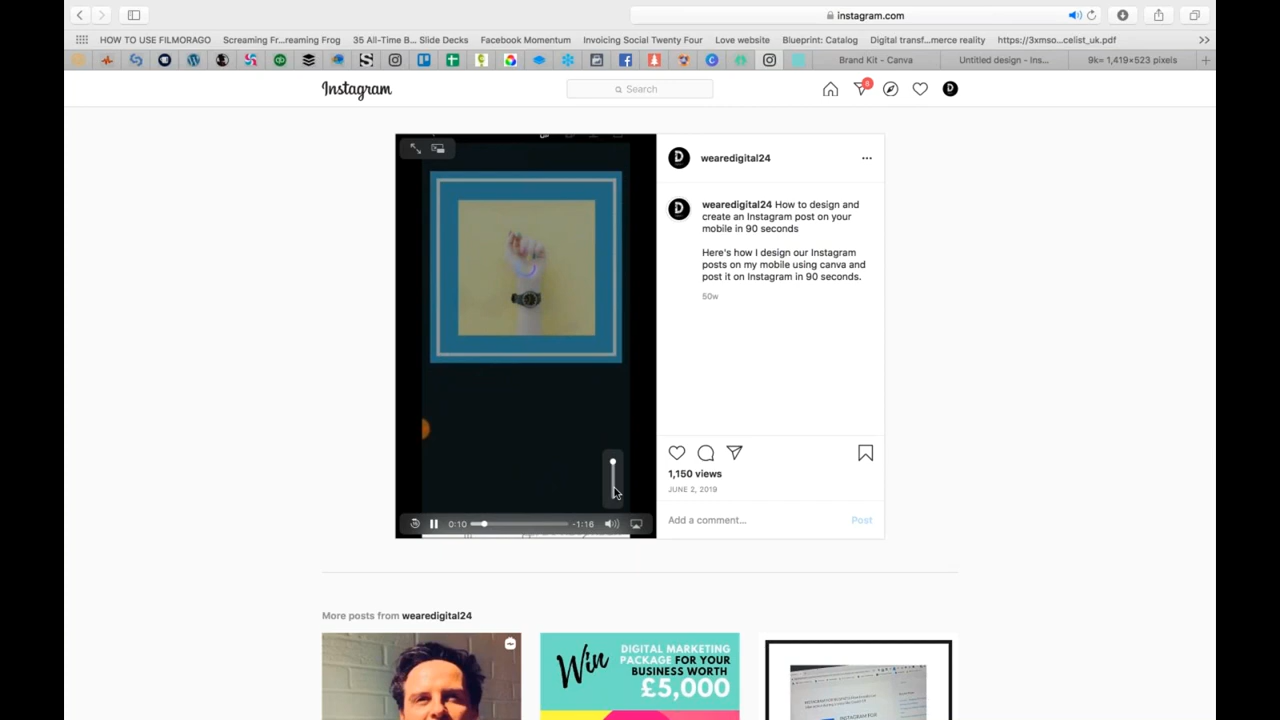 instagram.com
HOW TO USE FILMORAGO
Screaming Fr...reaming Frog
35 All-Time B... Slide Decks
Facebook Momentum
Invoicing Social Twenty Four
Love website
Blueprint: Catalog
Digital transf...merce reality
https://3xmso...celist_uk.pdf
Brand Kit - Canva
Untitled design - Ins...
9k= 1,419×523 pixels
Instagram
Search
wearedigital24
wearedigital24 How to design and
create an Instagram post on your
mobile in 90 seconds
Here's how I design our Instagram
posts on my mobile using canva and
post it on Instagram in 90 seconds.
50w
1,150 views
JUNE 2, 2019
Add a comment...
Post
0:10
-1:16
More posts from wearedigital24
Win
DIGITAL MARKETING
PACKAGE FOR YOUR
BUSINESS WORTH
£5,000